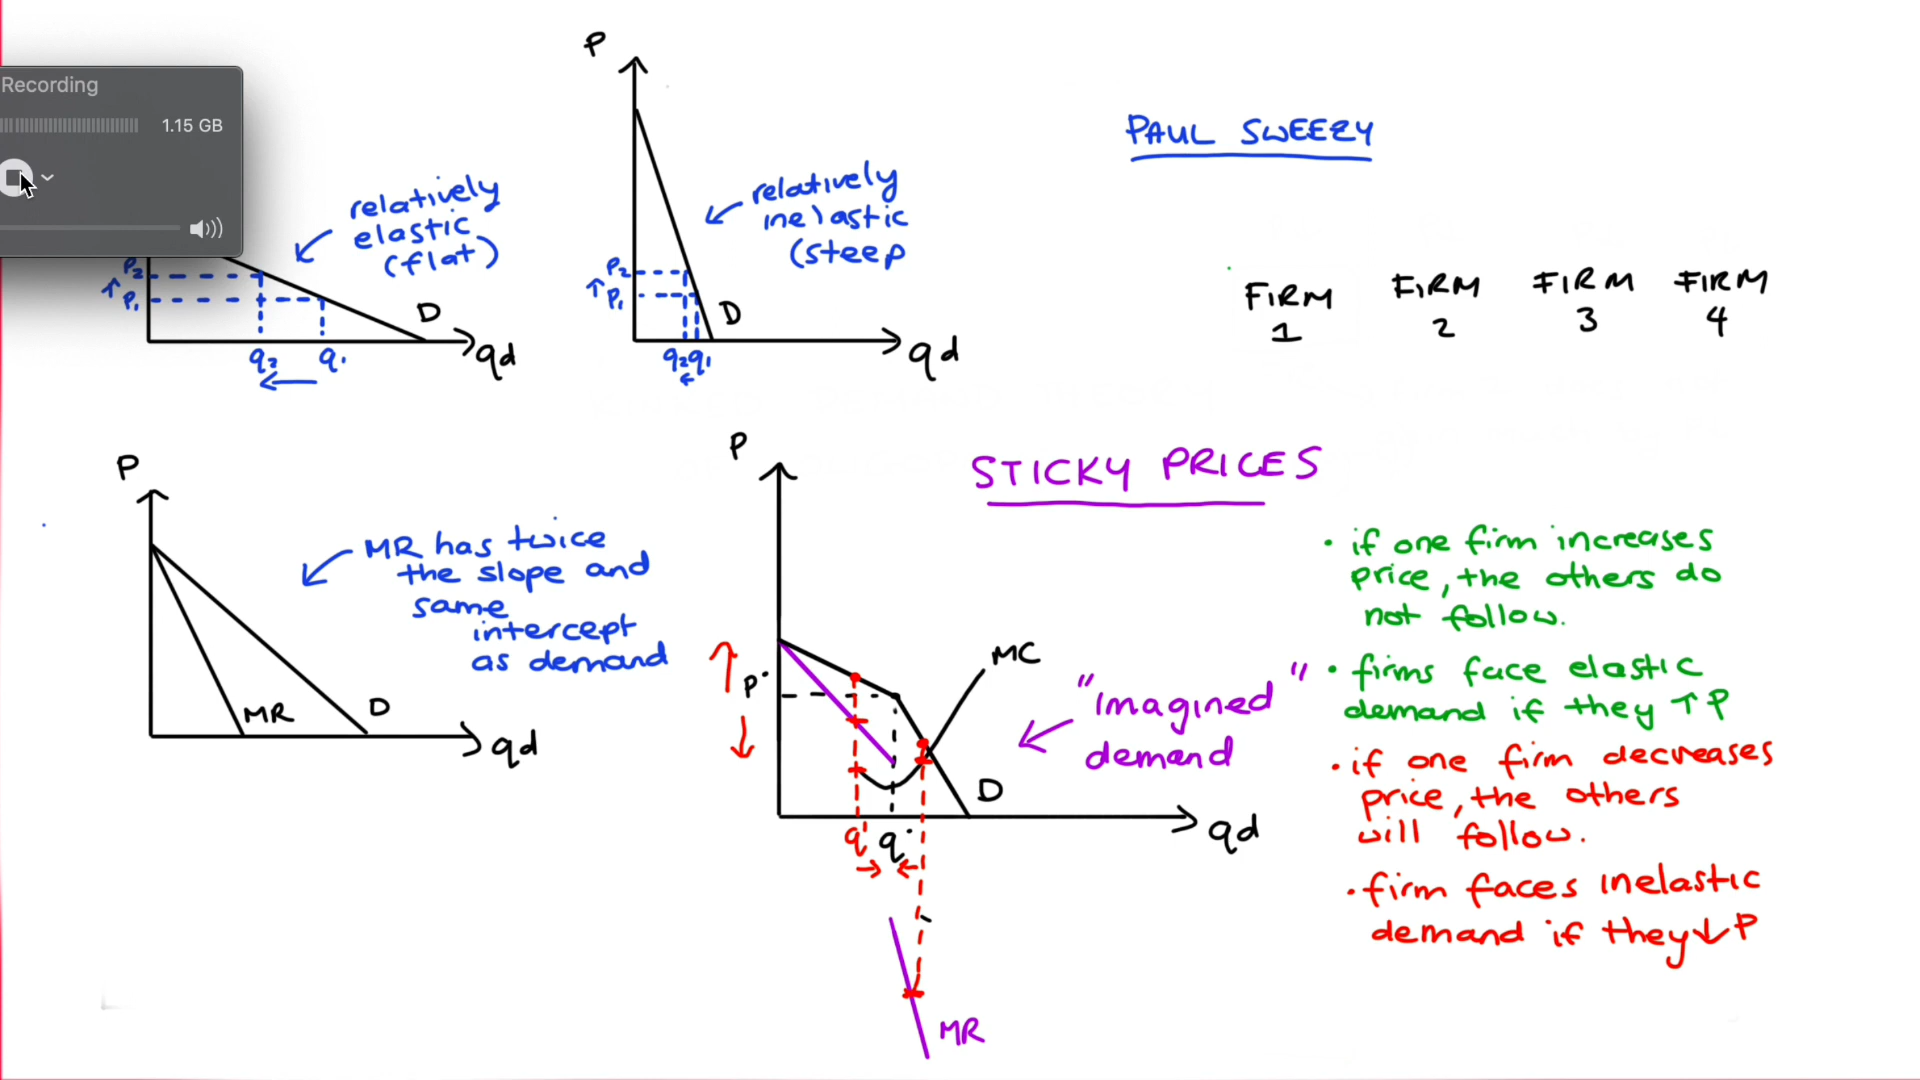 Recording
1.15 GB
P
relatively
elastic
(flat)
P2
P1
D
q2
q1
qd
relatively
inelastic
(steep
P2
P1
D
q2 q1
qd
PAUL SWEEZY
FIRM
1
FIRM
2
FIRM
3
FIRM
4
P
MR has twice
the slope and
same
intercept
as demand
MR
D
qd
STICKY PRICES
P
P*
MC
"Imagined"
demand
D
q'
q*
qd
MR
• if one firm increases
price, the others do
not follow.
• firms face elastic
demand if they ↑ P
• if one firm decreases
price, the others
will follow.
• firm faces inelastic
demand if they ↓ P